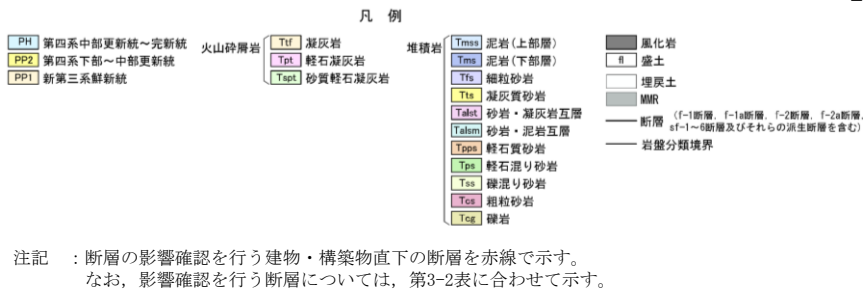 凡 例
PH 第四系中部更新統～完新統
PP2 第四系下部～中部更新統
PP1 新第三系鮮新統
火山砕屑岩
Ttf 凝灰岩
Tpt 軽石凝灰岩
Tspt 砂質軽石凝灰岩
堆積岩
Tmss 泥岩(上部層)
Tms 泥岩(下部層)
Tfs 細粒砂岩
Tts 凝灰質砂岩
Talst 砂岩・凝灰岩互層
Talsm 砂岩・泥岩互層
Tpps 軽石質砂岩
Tps 軽石混り砂岩
Tss 礫混り砂岩
Tcs 粗粒砂岩
Tcg 礫岩
風化岩
fl 盛土
埋戻土
MMR
断層 (f-1断層, f-1a断層, f-2断層, f-2a断層,
sf-1～6断層及びそれらの派生断層を含む)
岩盤分類境界
注記 ：断層の影響確認を行う建物・構築物直下の断層を赤線で示す。
なお，影響確認を行う断層については，第3-2表に合わせて示す。